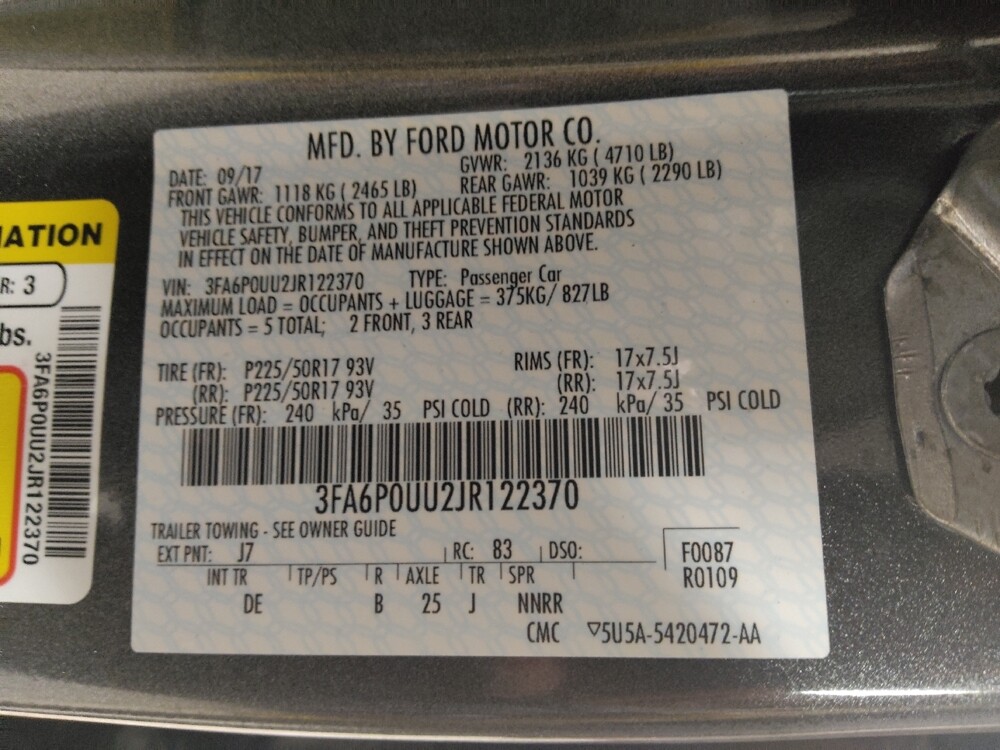 MFD. BY FORD MOTOR CO.
DATE: 09/17 GVWR: 2136 KG ( 4710 LB)
FRONT GAWR: 1118 KG ( 2465 LB) REAR GAWR: 1039 KG ( 2290 LB)
THIS VEHICLE CONFORMS TO ALL APPLICABLE FEDERAL MOTOR
VEHICLE SAFETY, BUMPER, AND THEFT PREVENTION STANDARDS
IN EFFECT ON THE DATE OF MANUFACTURE SHOWN ABOVE.
VIN: 3FA6P0UU2JR122370 TYPE: Passenger Car
MAXIMUM LOAD = OCCUPANTS + LUGGAGE = 375KG/ 827LB
OCCUPANTS = 5 TOTAL; 2 FRONT, 3 REAR
TIRE (FR): P225/50R17 93V RIMS (FR): 17x7.5J
(RR): P225/50R17 93V (RR): 17x7.5J
PRESSURE (FR): 240 kPa/ 35 PSI COLD (RR): 240 kPa/ 35 PSI COLD
3FA6P0UU2JR122370
TRAILER TOWING - SEE OWNER GUIDE
EXT PNT: J7 RC: 83 DSO: F0087
INT TR TP/PS R AXLE TR SPR R0109
DE B 25 J NNRR
CMC ▽5U5A-5420472-AA
MATION
R: 3
bs.
3FA6P0UU2JR122370